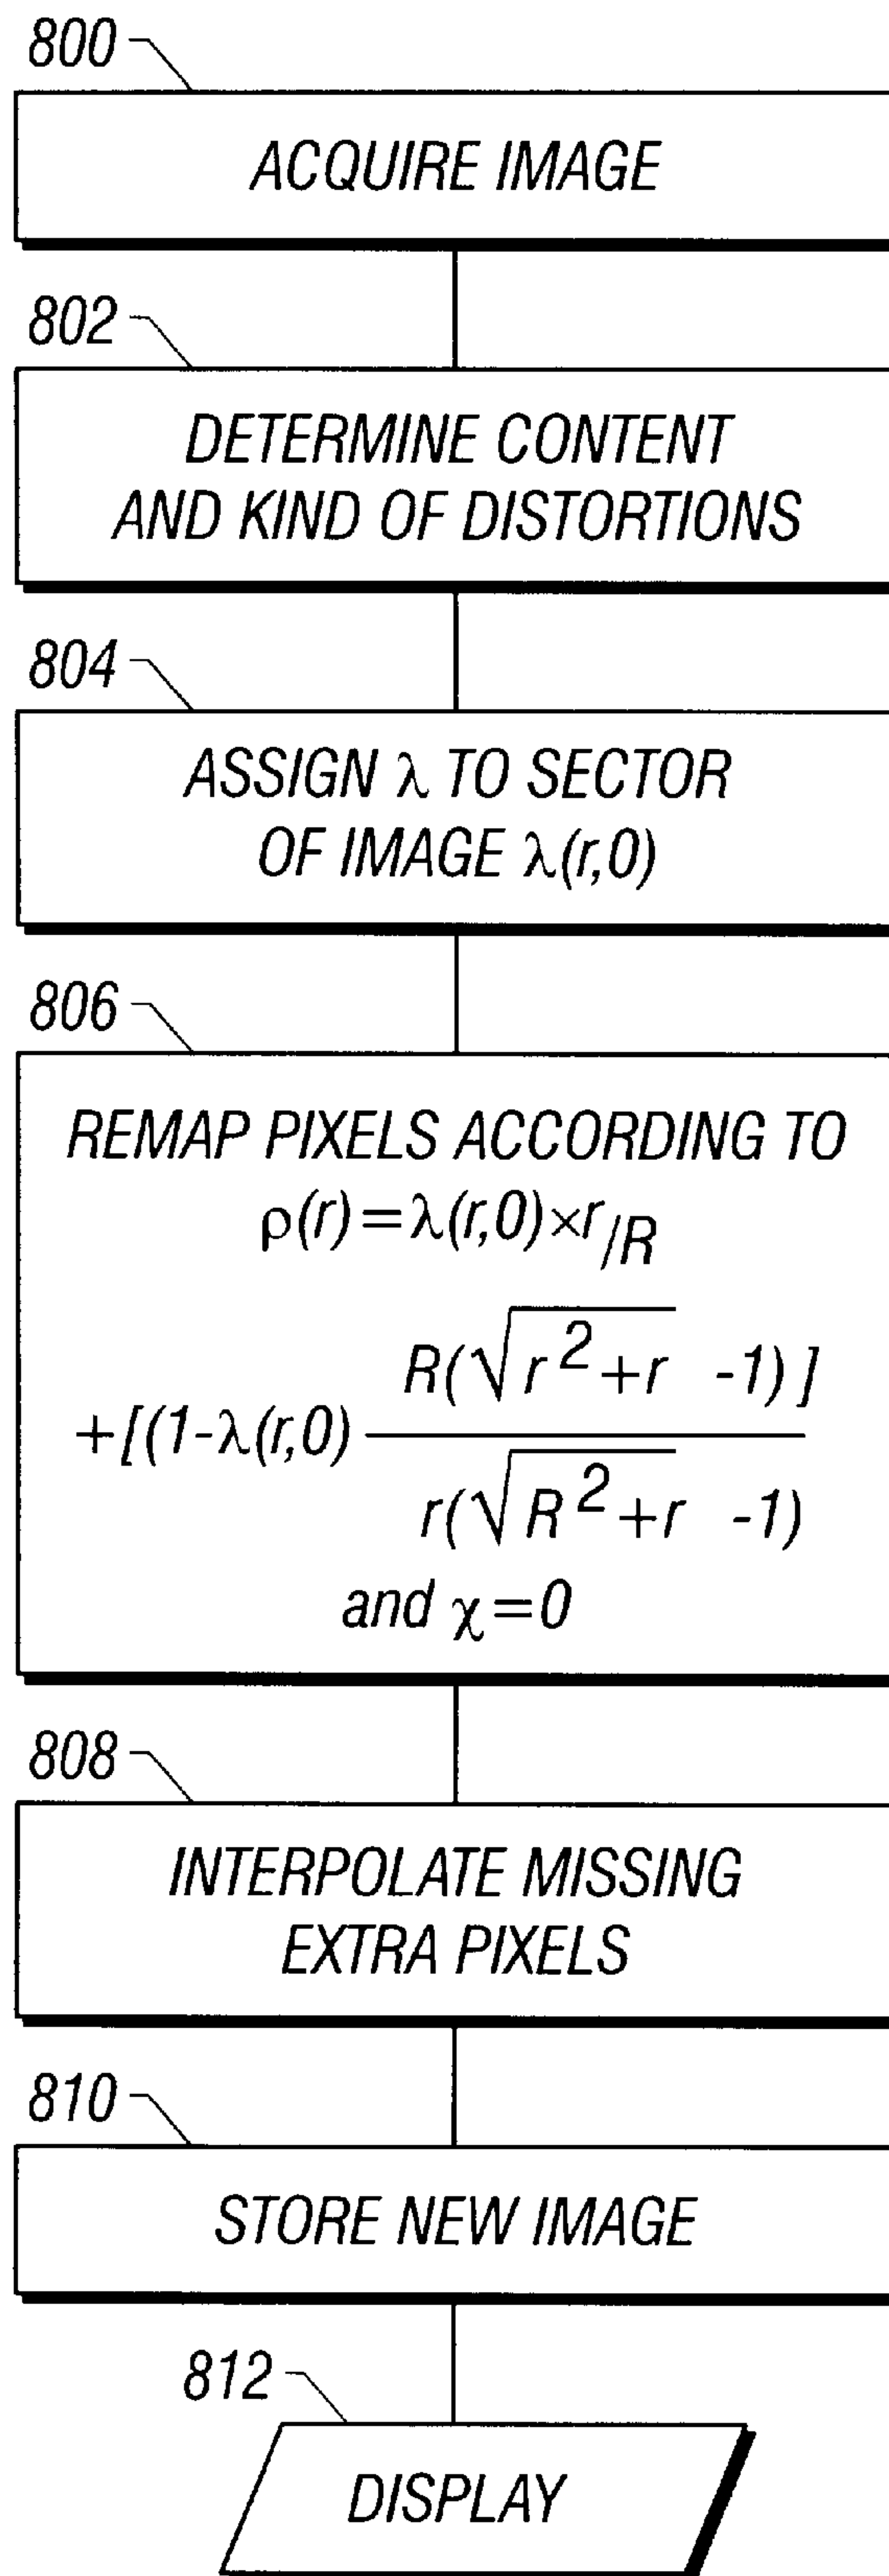 800
ACQUIRE IMAGE
802
DETERMINE CONTENT
AND KIND OF DISTORTIONS
804
ASSIGN λ TO SECTOR
OF IMAGE λ(r,0)
806
REMAP PIXELS ACCORDING TO
ρ(r)=λ(r,0)×r/R
R(√r²+r -1) ]
+[(1-λ(r,0)
r(√R²+r -1)
and χ=0
808
INTERPOLATE MISSING
EXTRA PIXELS
810
STORE NEW IMAGE
812
DISPLAY